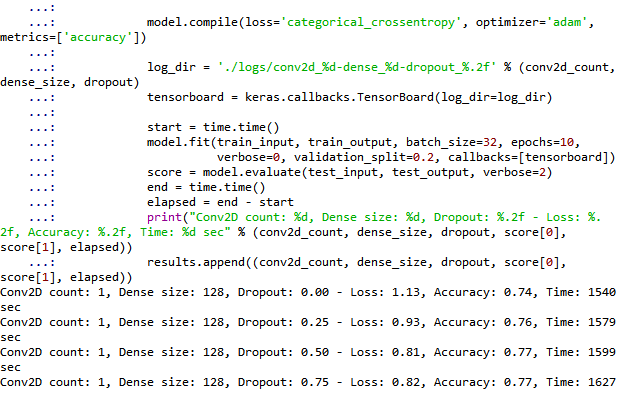 ...:
...:         model.compile(loss='categorical_crossentropy', optimizer='adam',
metrics=['accuracy'])
...:
...:         log_dir = './logs/conv2d_%d-dense_%d-dropout_%.2f' % (conv2d_count,
dense_size, dropout)
...:         tensorboard = keras.callbacks.TensorBoard(log_dir=log_dir)
...:
...:         start = time.time()
...:         model.fit(train_input, train_output, batch_size=32, epochs=10,
...:                   verbose=0, validation_split=0.2, callbacks=[tensorboard])
...:         score = model.evaluate(test_input, test_output, verbose=2)
...:         end = time.time()
...:         elapsed = end - start
...:         print("Conv2D count: %d, Dense size: %d, Dropout: %.2f - Loss: %.
2f, Accuracy: %.2f, Time: %d sec" % (conv2d_count, dense_size, dropout, score[0],
score[1], elapsed))
...:         results.append((conv2d_count, dense_size, dropout, score[0],
score[1], elapsed))
Conv2D count: 1, Dense size: 128, Dropout: 0.00 - Loss: 1.13, Accuracy: 0.74, Time: 1540
sec
Conv2D count: 1, Dense size: 128, Dropout: 0.25 - Loss: 0.93, Accuracy: 0.76, Time: 1579
sec
Conv2D count: 1, Dense size: 128, Dropout: 0.50 - Loss: 0.81, Accuracy: 0.77, Time: 1599
sec
Conv2D count: 1, Dense size: 128, Dropout: 0.75 - Loss: 0.82, Accuracy: 0.77, Time: 1627